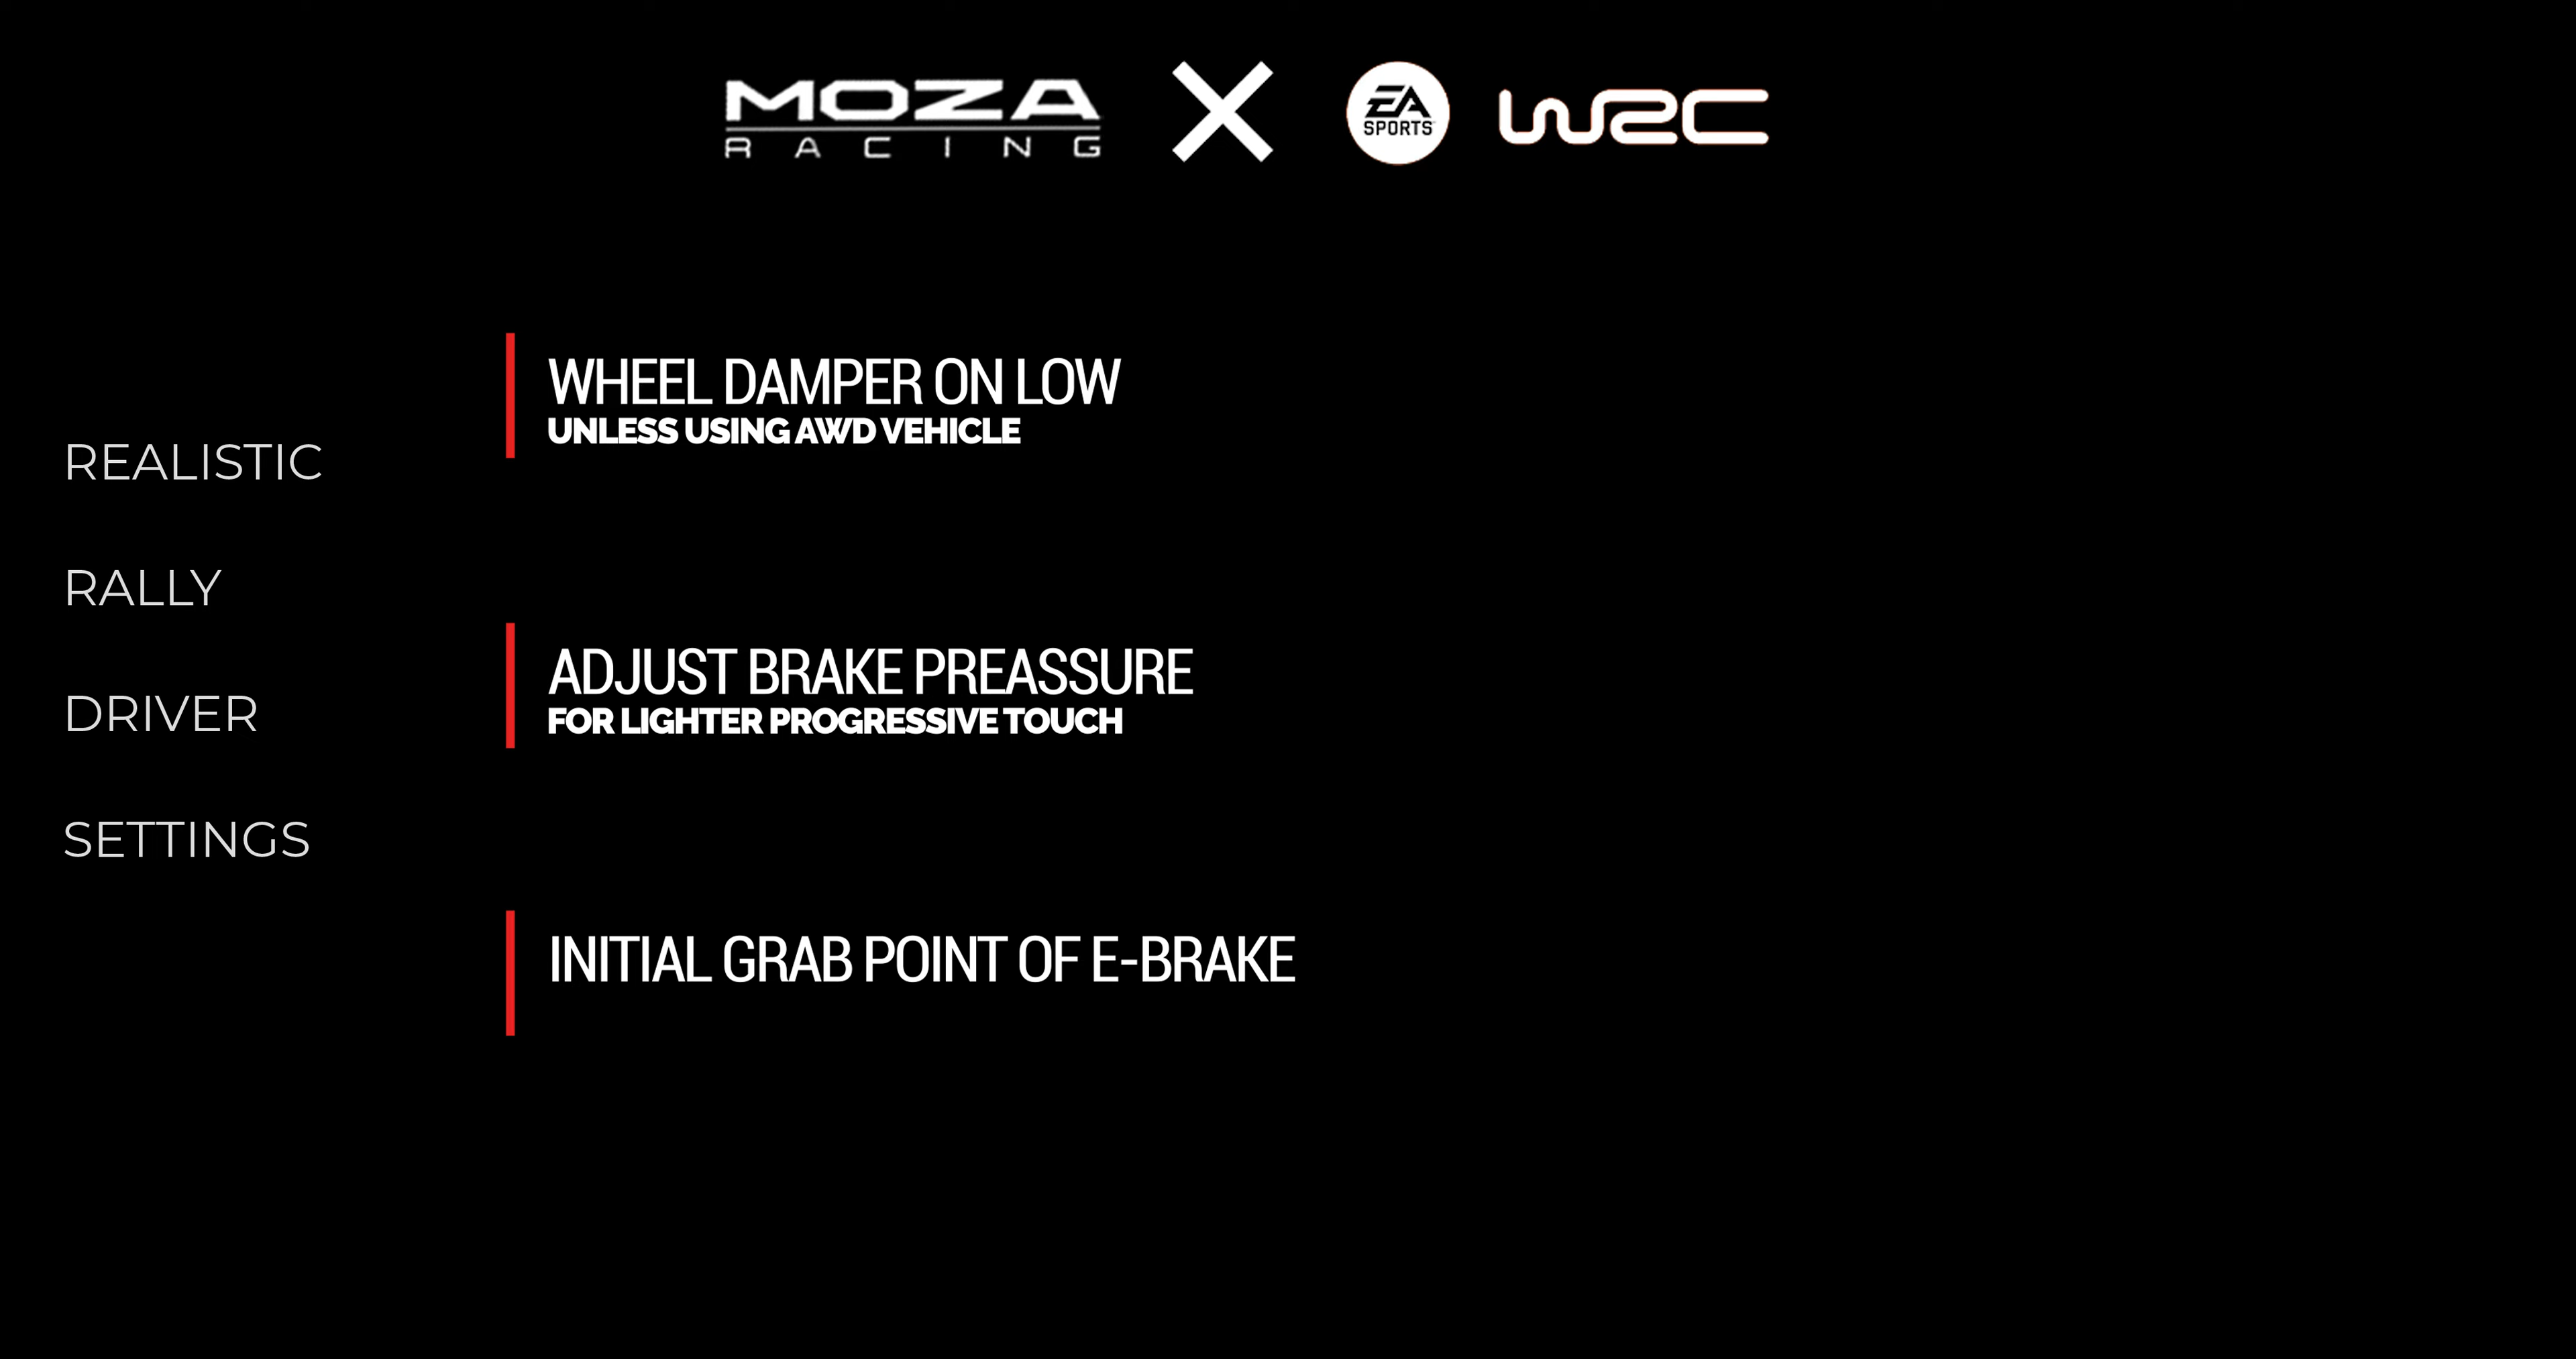 MOZA
RACING
X
EA
SPORTS
WRC
REALISTIC
RALLY
DRIVER
SETTINGS
WHEEL DAMPER ON LOW
UNLESS USING AWD VEHICLE
ADJUST BRAKE PREASSURE
FOR LIGHTER PROGRESSIVE TOUCH
INITIAL GRAB POINT OF E-BRAKE